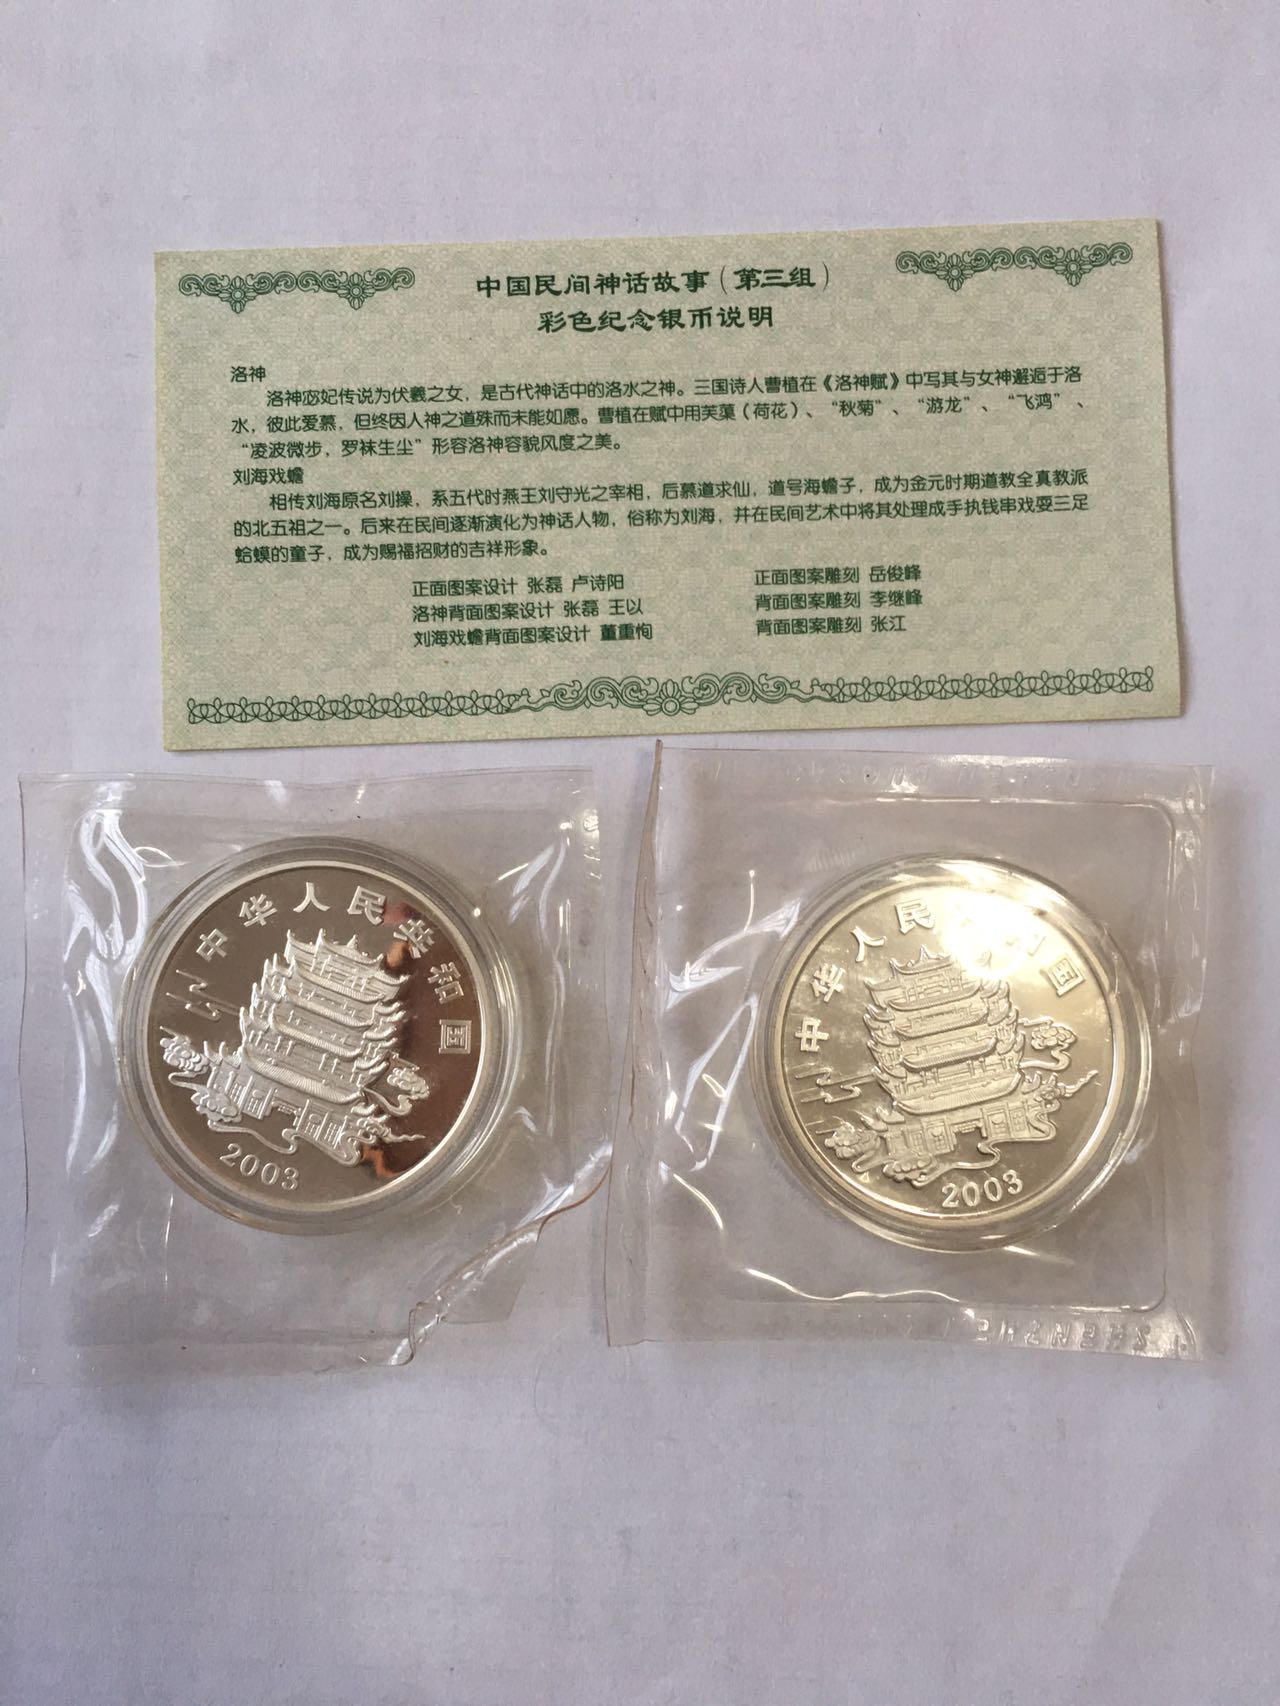 中国民间神话故事（第三组）
彩色纪念银币说明
洛神
洛神宓妃传说为伏羲之女，是古代神话中的洛水之神。三国诗人曹植在《洛神赋》中写其与女神邂逅于洛
水，彼此爱慕，但终因人神之道殊而未能如愿。曹植在赋中用芙蕖（荷花）、“秋菊”、“游龙”、“飞鸿”、
“凌波微步，罗袜生尘”形容洛神容貌风度之美。
刘海戏蟾
相传刘海原名刘操，系五代时燕王刘守光之宰相，后慕道求仙，道号海蟾子，成为金元时期道教全真教派
的北五祖之一。后来在民间逐渐演化为神话人物，俗称为刘海，并在民间艺术中将其处理成手执钱串戏耍三足
蛤蟆的童子，成为赐福招财的吉祥形象。
正面图案设计 张磊 卢诗阳 正面图案雕刻 岳俊峰
洛神背面图案设计 张磊 王以 背面图案雕刻 李继峰
刘海戏蟾背面图案设计 董重恂 背面图案雕刻 张江
中华人民共和国
2003
中华人民 国
2003